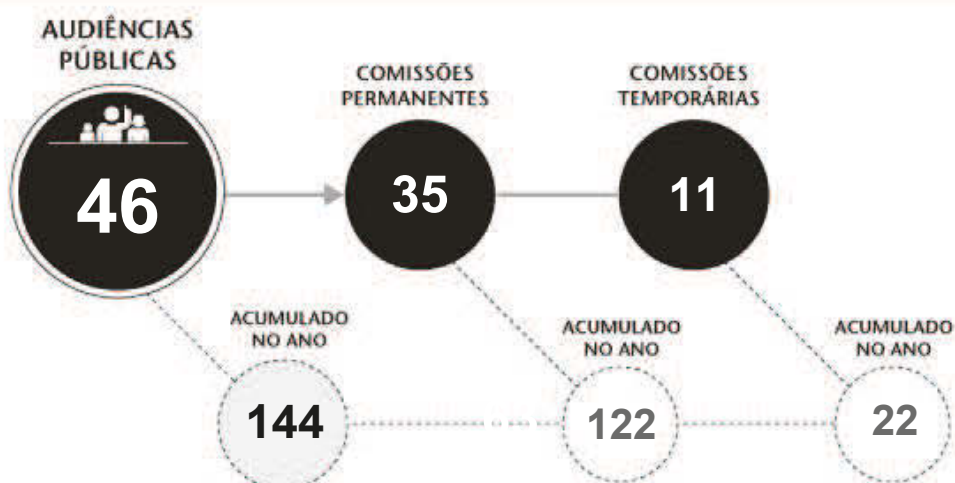 AUDIÊNCIAS
PÚBLICAS
46
COMISSÕES
PERMANENTES
35
COMISSÕES
TEMPORÁRIAS
11
ACUMULADO
NO ANO
144
ACUMULADO
NO ANO
122
ACUMULADO
NO ANO
22